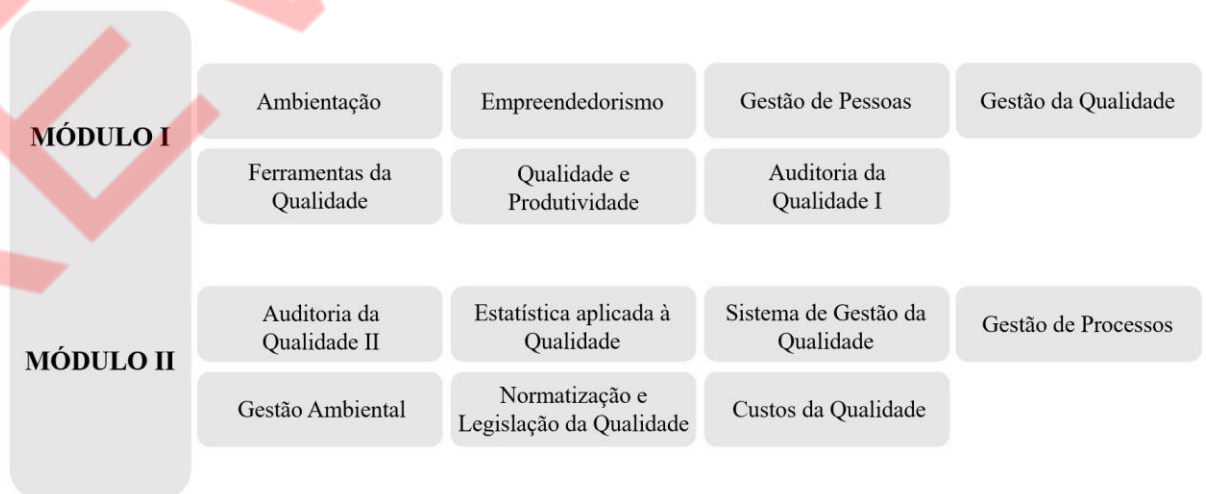 MÓDULO I
Ambientação
Empreendedorismo
Gestão de Pessoas
Gestão da Qualidade
Ferramentas da
Qualidade
Qualidade e
Produtividade
Auditoria da
Qualidade I
MÓDULO II
Auditoria da
Qualidade II
Estatística aplicada à
Qualidade
Sistema de Gestão da
Qualidade
Gestão de Processos
Gestão Ambiental
Normatização e
Legislação da Qualidade
Custos da Qualidade